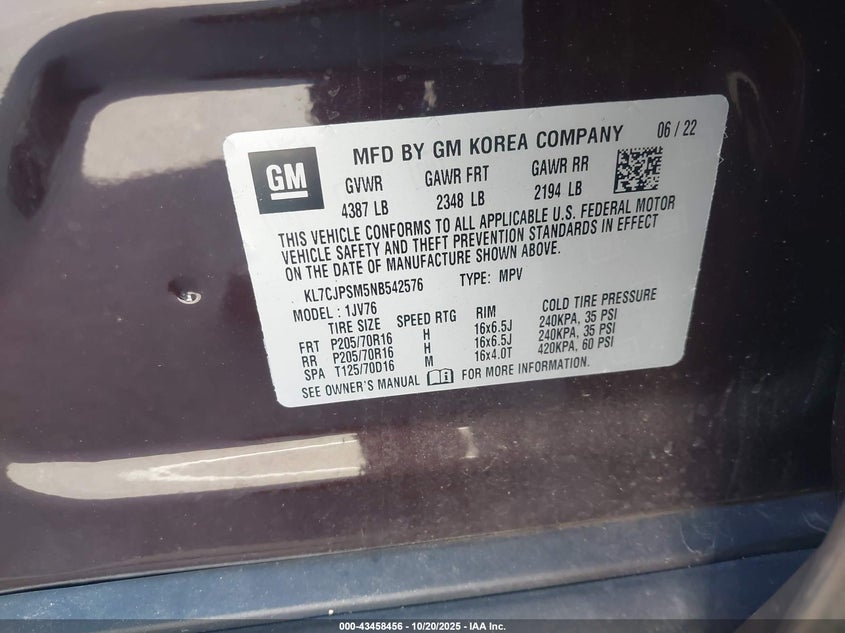 MFD BY GM KOREA COMPANY 06 / 22
GM
GVWR GAWR FRT GAWR RR
4387 LB 2348 LB 2194 LB
THIS VEHICLE CONFORMS TO ALL APPLICABLE U.S. FEDERAL MOTOR
VEHICLE SAFETY AND THEFT PREVENTION STANDARDS IN EFFECT
ON THE DATE OF MANUFACTURE SHOWN ABOVE.
KL7CJPSM5NB542576 TYPE: MPV
MODEL : 1JV76
TIRE SIZE SPEED RTG RIM COLD TIRE PRESSURE
FRT P205/70R16 H 16x6.5J 240KPA, 35 PSI
RR P205/70R16 H 16x6.5J 240KPA, 35 PSI
SPA T125/70D16 M 16x4.0T 420KPA, 60 PSI
SEE OWNER'S MANUAL FOR MORE INFORMATION.
000-43458456 | 10/20/2025 - IAA Inc.